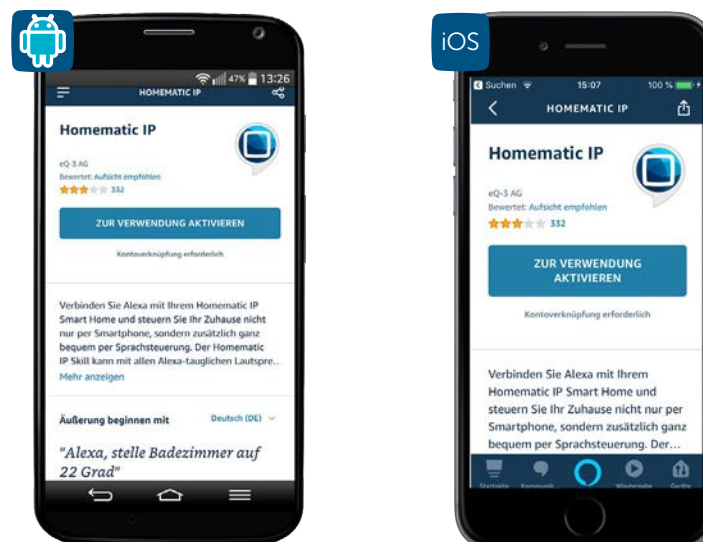 47% 13:26
HOMEMATIC IP
Homematic IP
eQ-3 AG
Bewertet: Aufsicht empfohlen
332
ZUR VERWENDUNG AKTIVIEREN
Kontoverknüpfung erforderlich
Verbinden Sie Alexa mit Ihrem Homematic IP
Smart Home und steuern Sie Ihr Zuhause nicht
nur per Smartphone, sondern zusätzlich ganz
bequem per Sprachsteuerung. Der Homematic
IP Skill kann mit allen Alexa-tauglichen Lautspre..
Mehr anzeigen
Äußerung beginnen mit Deutsch (DE)
"Alexa, stelle Badezimmer auf
22 Grad"
iOS
Suchen 15:07 100 %
HOMEMATIC IP
Homematic IP
eQ-3 AG
Bewertet: Aufsicht empfohlen
332
ZUR VERWENDUNG
AKTIVIEREN
Kontoverknüpfung erforderlich
Verbinden Sie Alexa mit Ihrem
Homematic IP Smart Home und
steuern Sie Ihr Zuhause nicht nur per
Smartphone, sondern zusätzlich ganz
bequem per Sprachsteuerung. Der...
Startseite Kommunik. Wiedergabe Geräte